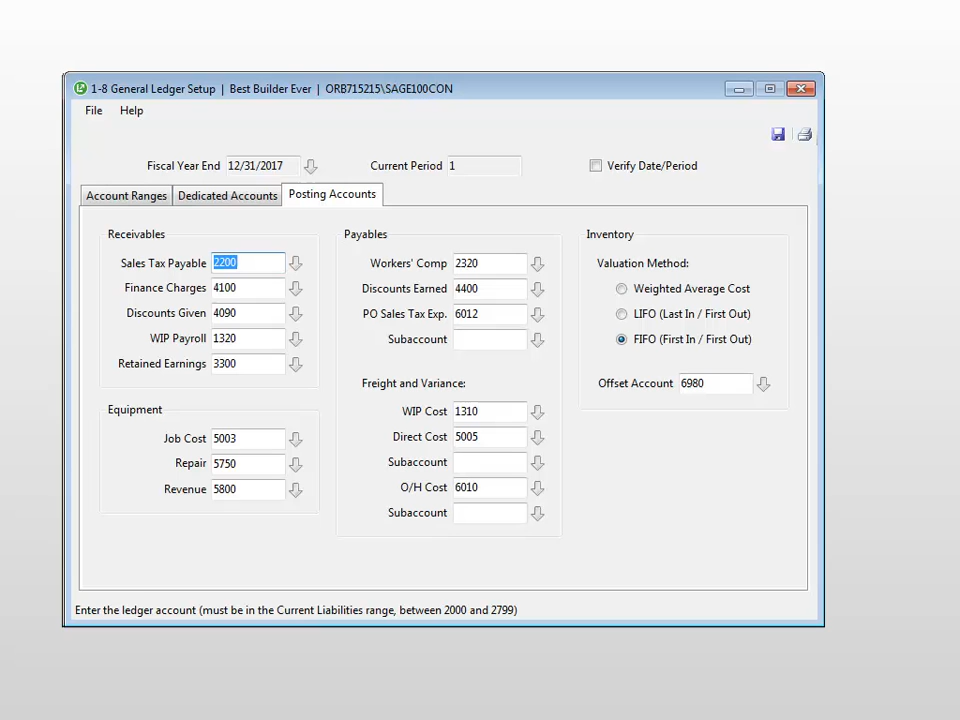 1-8 General Ledger Setup | Best Builder Ever | ORB715215\SAGE100CON
File Help
Fiscal Year End 12/31/2017 Current Period 1 Verify Date/Period
Account Ranges Dedicated Accounts Posting Accounts
Receivables
Sales Tax Payable 2200
Finance Charges 4100
Discounts Given 4090
WIP Payroll 1320
Retained Earnings 3300
Equipment
Job Cost 5003
Repair 5750
Revenue 5800
Payables
Workers' Comp 2320
Discounts Earned 4400
PO Sales Tax Exp. 6012
Subaccount
Freight and Variance:
WIP Cost 1310
Direct Cost 5005
Subaccount
O/H Cost 6010
Subaccount
Inventory
Valuation Method:
Weighted Average Cost
LIFO (Last In / First Out)
FIFO (First In / First Out)
Offset Account 6980
Enter the ledger account (must be in the Current Liabilities range, between 2000 and 2799)